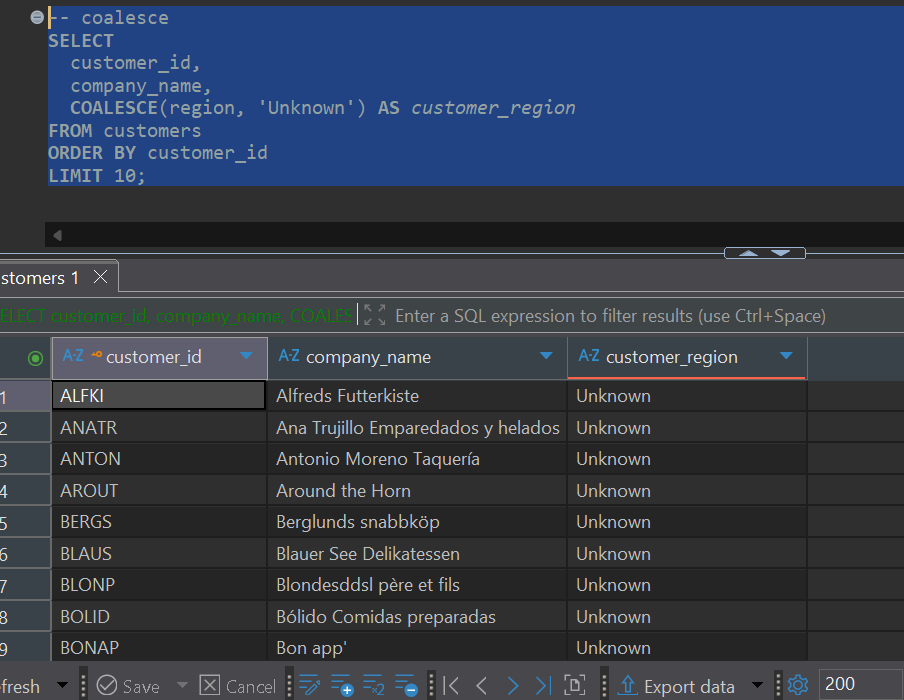 -- coalesce
SELECT
customer_id,
company_name,
COALESCE(region, 'Unknown') AS customer_region
FROM customers
ORDER BY customer_id
LIMIT 10;
stomers 1
ELECT customer_id, company_name, COALES
Enter a SQL expression to filter results (use Ctrl+Space)
A-Z customer_id A-Z company_name A-Z customer_region
1 ALFKI Alfreds Futterkiste Unknown
2 ANATR Ana Trujillo Emparedados y helados Unknown
3 ANTON Antonio Moreno Taquería Unknown
4 AROUT Around the Horn Unknown
5 BERGS Berglunds snabbköp Unknown
6 BLAUS Blauer See Delikatessen Unknown
7 BLONP Blondesddsl père et fils Unknown
8 BOLID Bólido Comidas preparadas Unknown
9 BONAP Bon app' Unknown
fresh Save Cancel Export data 200